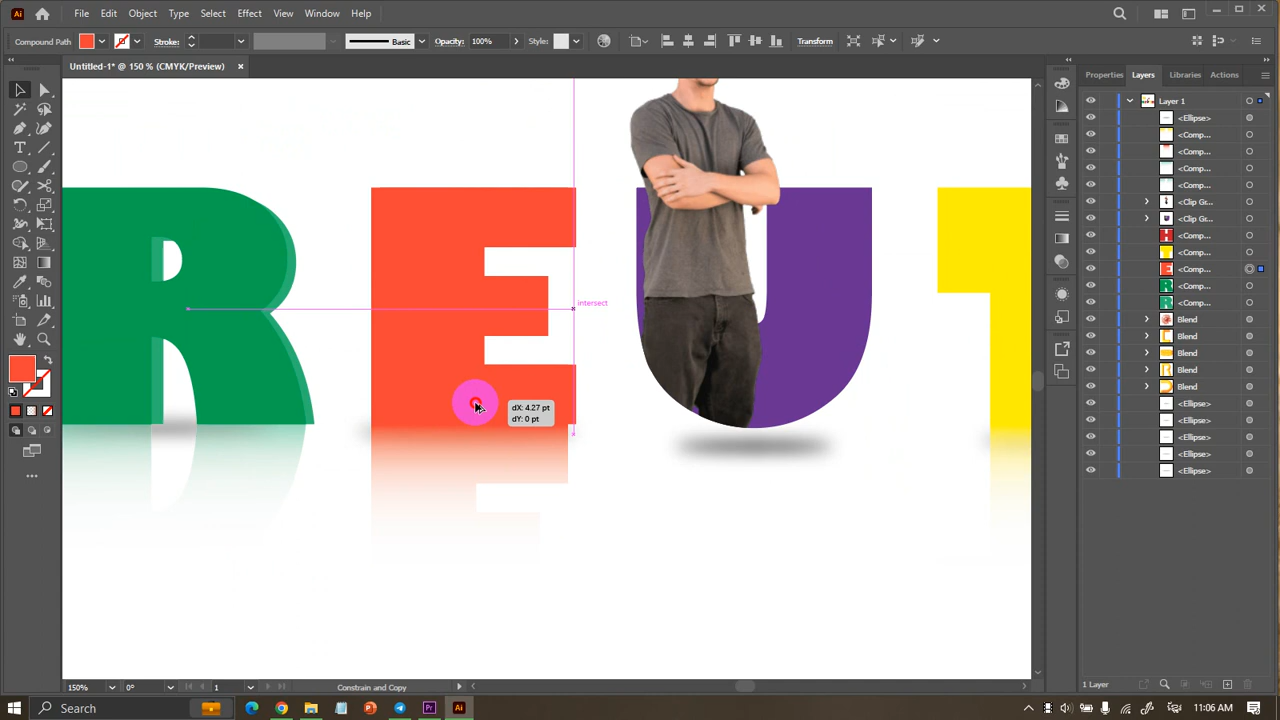 Ai File Edit Object Type Select Effect View Window Help
Compound Path Stroke: Basic Opacity: 100% Style: Transform
Untitled-1* @ 150 % (CMYK/Preview) ×
Properties Layers Libraries Actions
Layer 1
<Ellipse>
<Comp...
<Comp...
<Comp...
<Comp...
<Clip Gr...
<Clip Gr...
<Comp...
<Comp...
<Comp...
<Comp...
<Comp...
Blend
Blend
Blend
Blend
Blend
<Ellipse>
<Ellipse>
<Ellipse>
<Ellipse>
<Ellipse>
R E U T
intersect
dX: 4.27 pt
dY: 0 pt
150% 0° 1 Constrain and Copy
1 Layer
Search
11:06 AM